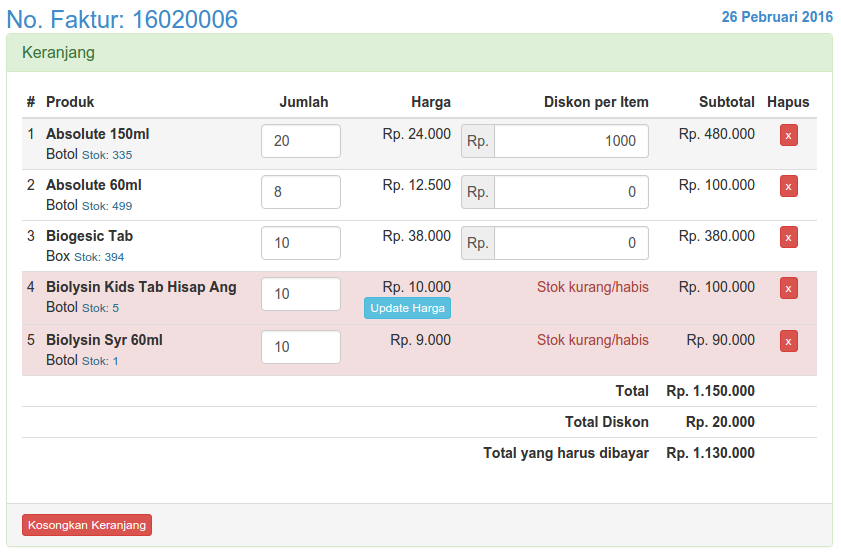 No. Faktur: 16020006
26 Pebruari 2016
Keranjang
# Produk Jumlah Harga Diskon per Item Subtotal Hapus
1 Absolute 150ml 20 Rp. 24.000 Rp. 1000 Rp. 480.000 x
Botol Stok: 335
2 Absolute 60ml 8 Rp. 12.500 Rp. 0 Rp. 100.000 x
Botol Stok: 499
3 Biogesic Tab 10 Rp. 38.000 Rp. 0 Rp. 380.000 x
Box Stok: 394
4 Biolysin Kids Tab Hisap Ang 10 Rp. 10.000 Stok kurang/habis Rp. 100.000 x
Botol Stok: 5 Update Harga
5 Biolysin Syr 60ml 10 Rp. 9.000 Stok kurang/habis Rp. 90.000 x
Botol Stok: 1
Total Rp. 1.150.000
Total Diskon Rp. 20.000
Total yang harus dibayar Rp. 1.130.000
Kosongkan Keranjang